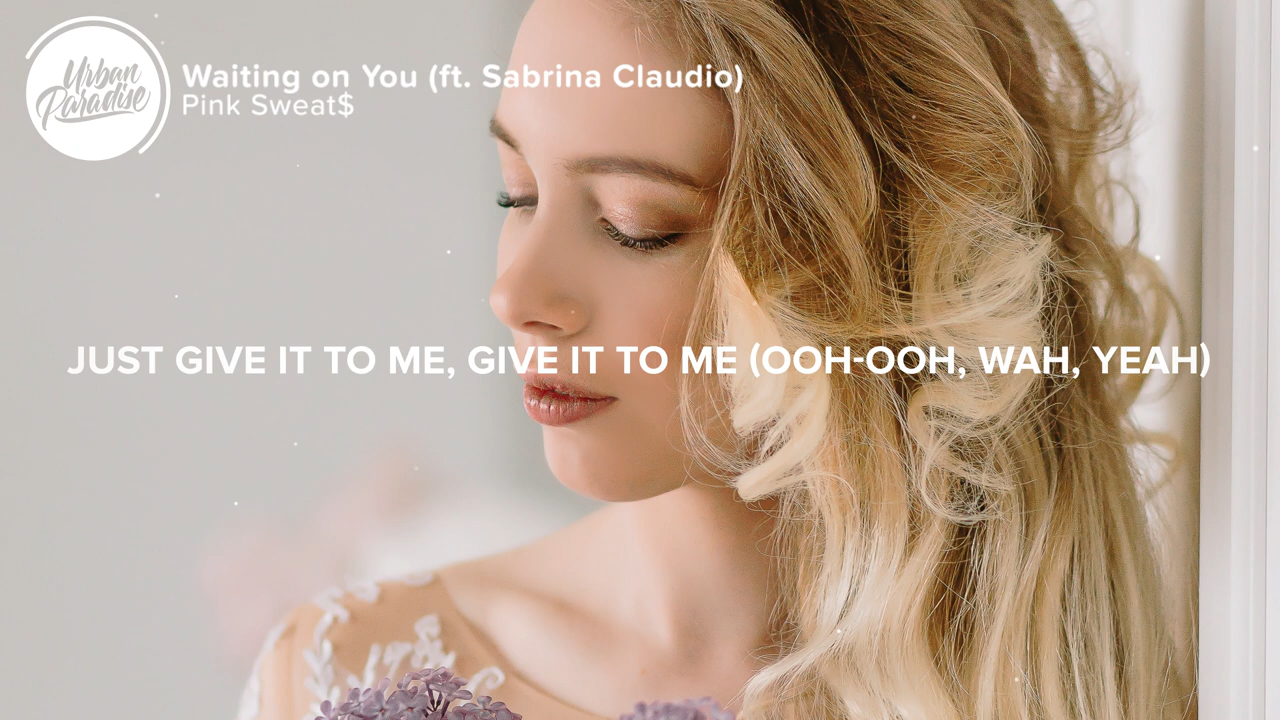 Urban
Paradise
Waiting on You (ft. Sabrina Claudio)
Pink Sweat$
JUST GIVE IT TO ME, GIVE IT TO ME (OOH-OOH, WAH, YEAH)